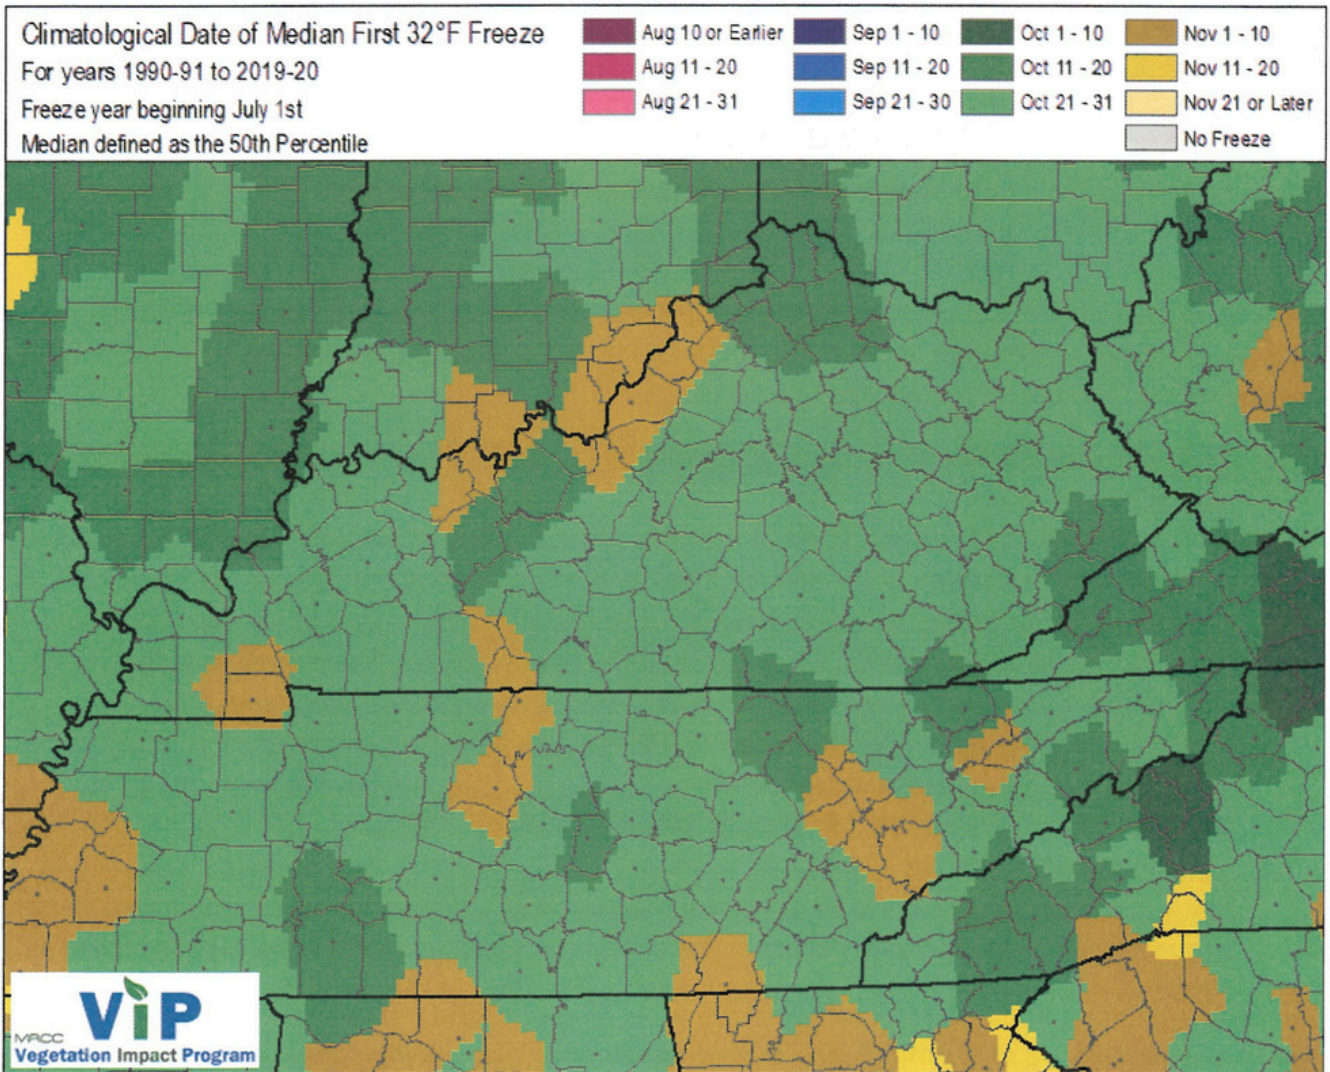 Climatological Date of Median First 32°F Freeze
For years 1990-91 to 2019-20
Freeze year beginning July 1st
Median defined as the 50th Percentile
Aug 10 or Earlier
Aug 11 - 20
Aug 21 - 31
Sep 1 - 10
Sep 11 - 20
Sep 21 - 30
Oct 1 - 10
Oct 11 - 20
Oct 21 - 31
Nov 1 - 10
Nov 11 - 20
Nov 21 or Later
No Freeze
ViP
MRCC
Vegetation Impact Program